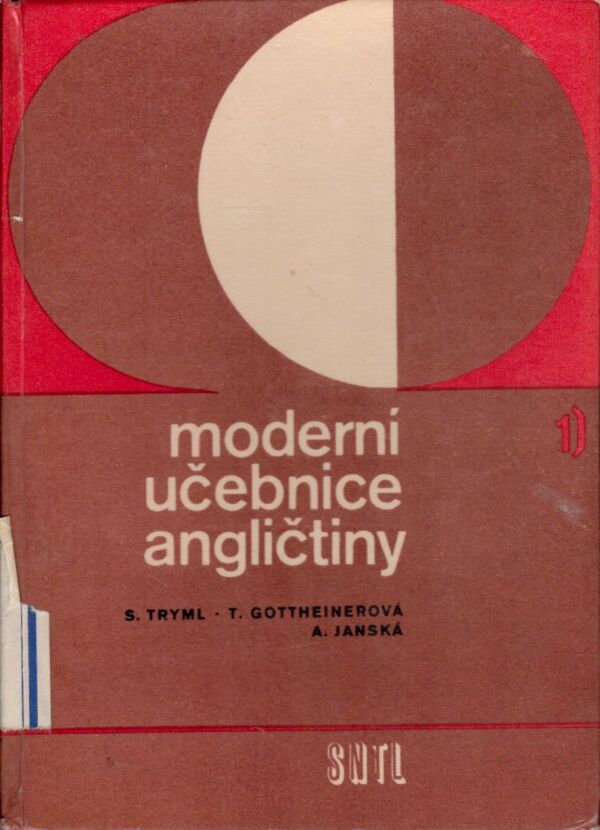 moderní
učebnice
angličtiny
1)
S. TRYML - T. GOTTHEINEROVÁ
A. JANSKÁ
SNTL